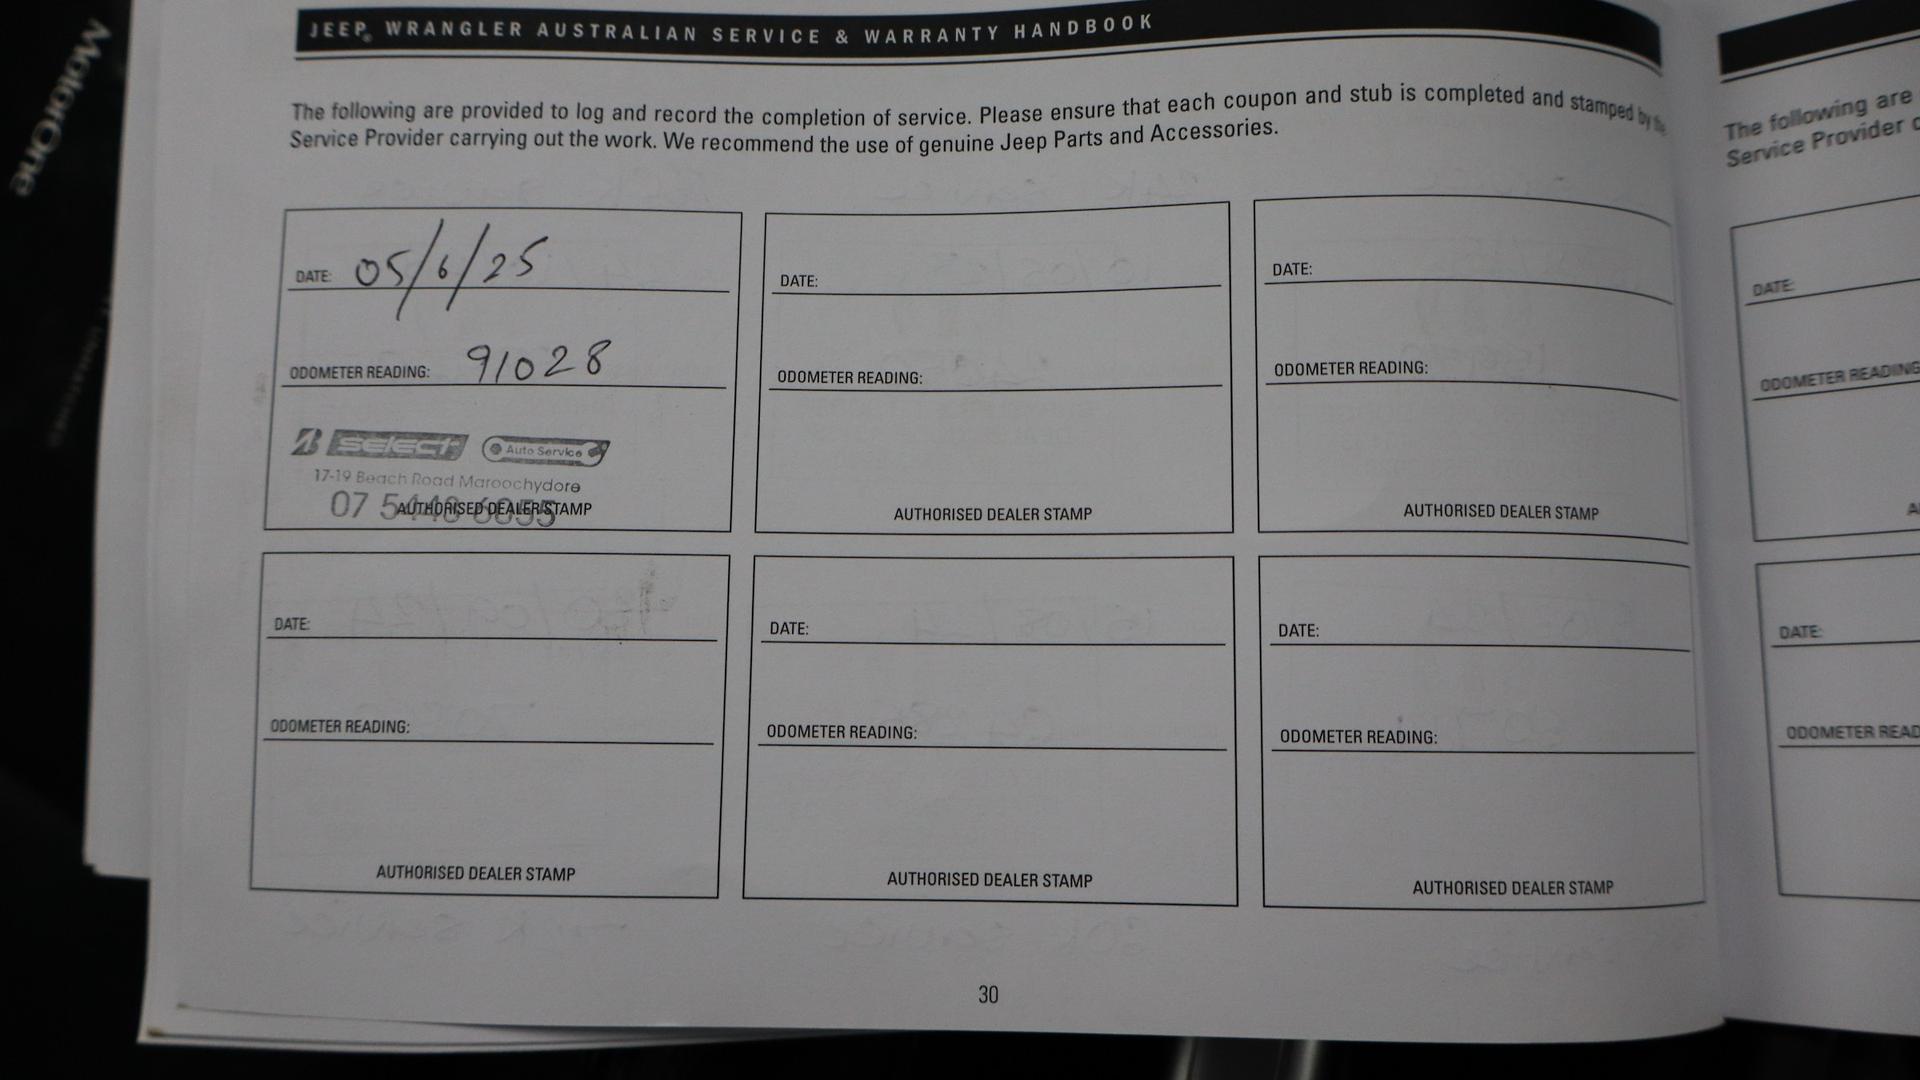 MotorOne
JEEP® WRANGLER AUSTRALIAN SERVICE & WARRANTY HANDBOOK
The following are provided to log and record the completion of service. Please ensure that each coupon and stub is completed and stamped by the
Service Provider carrying out the work. We recommend the use of genuine Jeep Parts and Accessories.
DATE: 05/6/25
ODOMETER READING: 91028
SELECT Auto Service
17-19 Beach Road Maroochydore
07 5448 6055
AUTHORISED DEALER STAMP
DATE:
ODOMETER READING:
AUTHORISED DEALER STAMP
DATE:
ODOMETER READING:
AUTHORISED DEALER STAMP
DATE:
ODOMETER READING:
AUTHORISED DEALER STAMP
DATE:
ODOMETER READING:
AUTHORISED DEALER STAMP
DATE:
ODOMETER READING:
AUTHORISED DEALER STAMP
30
The following are
Service Provider
DATE:
ODOMETER READING
DATE:
ODOMETER READ